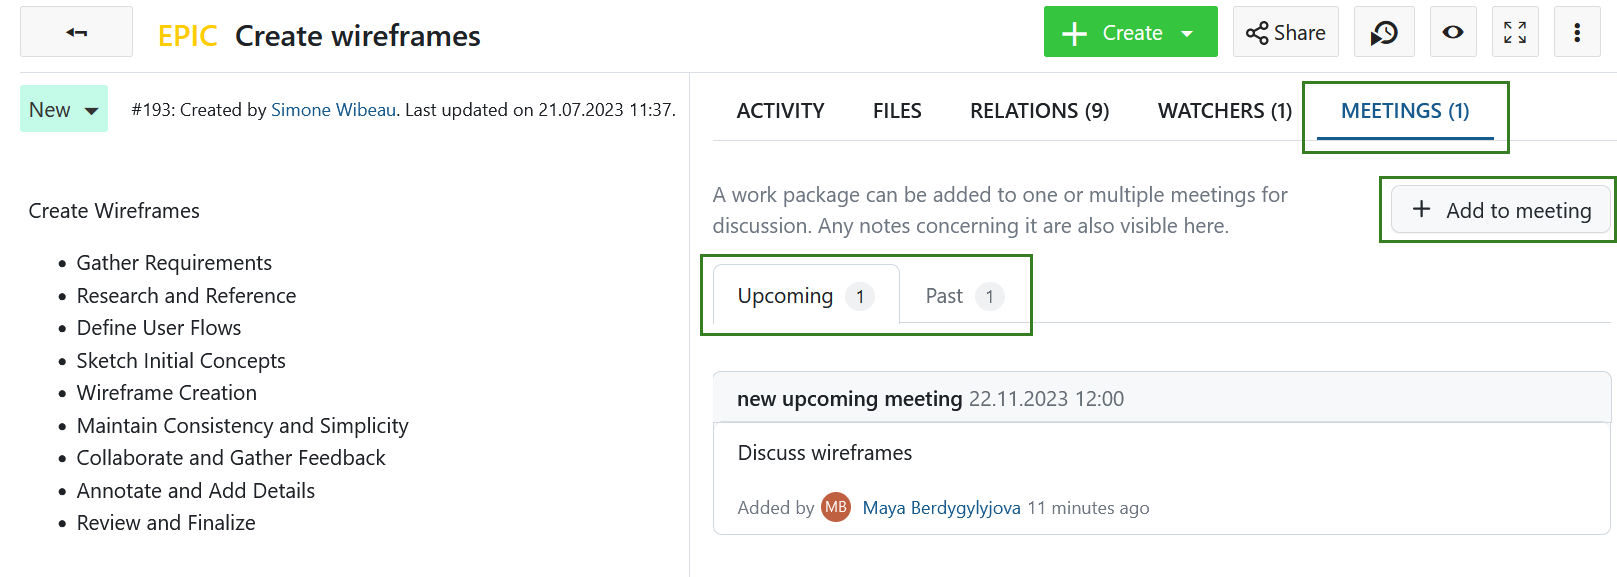 EPIC Create wireframes
Create
Share
New
#193: Created by Simone Wibeau. Last updated on 21.07.2023 11:37.
Create Wireframes
• Gather Requirements
• Research and Reference
• Define User Flows
• Sketch Initial Concepts
• Wireframe Creation
• Maintain Consistency and Simplicity
• Collaborate and Gather Feedback
• Annotate and Add Details
• Review and Finalize
ACTIVITY FILES RELATIONS (9) WATCHERS (1) MEETINGS (1)
A work package can be added to one or multiple meetings for
discussion. Any notes concerning it are also visible here.
+ Add to meeting
Upcoming 1 Past 1
new upcoming meeting 22.11.2023 12:00
Discuss wireframes
Added by MB Maya Berdygylyjova 11 minutes ago